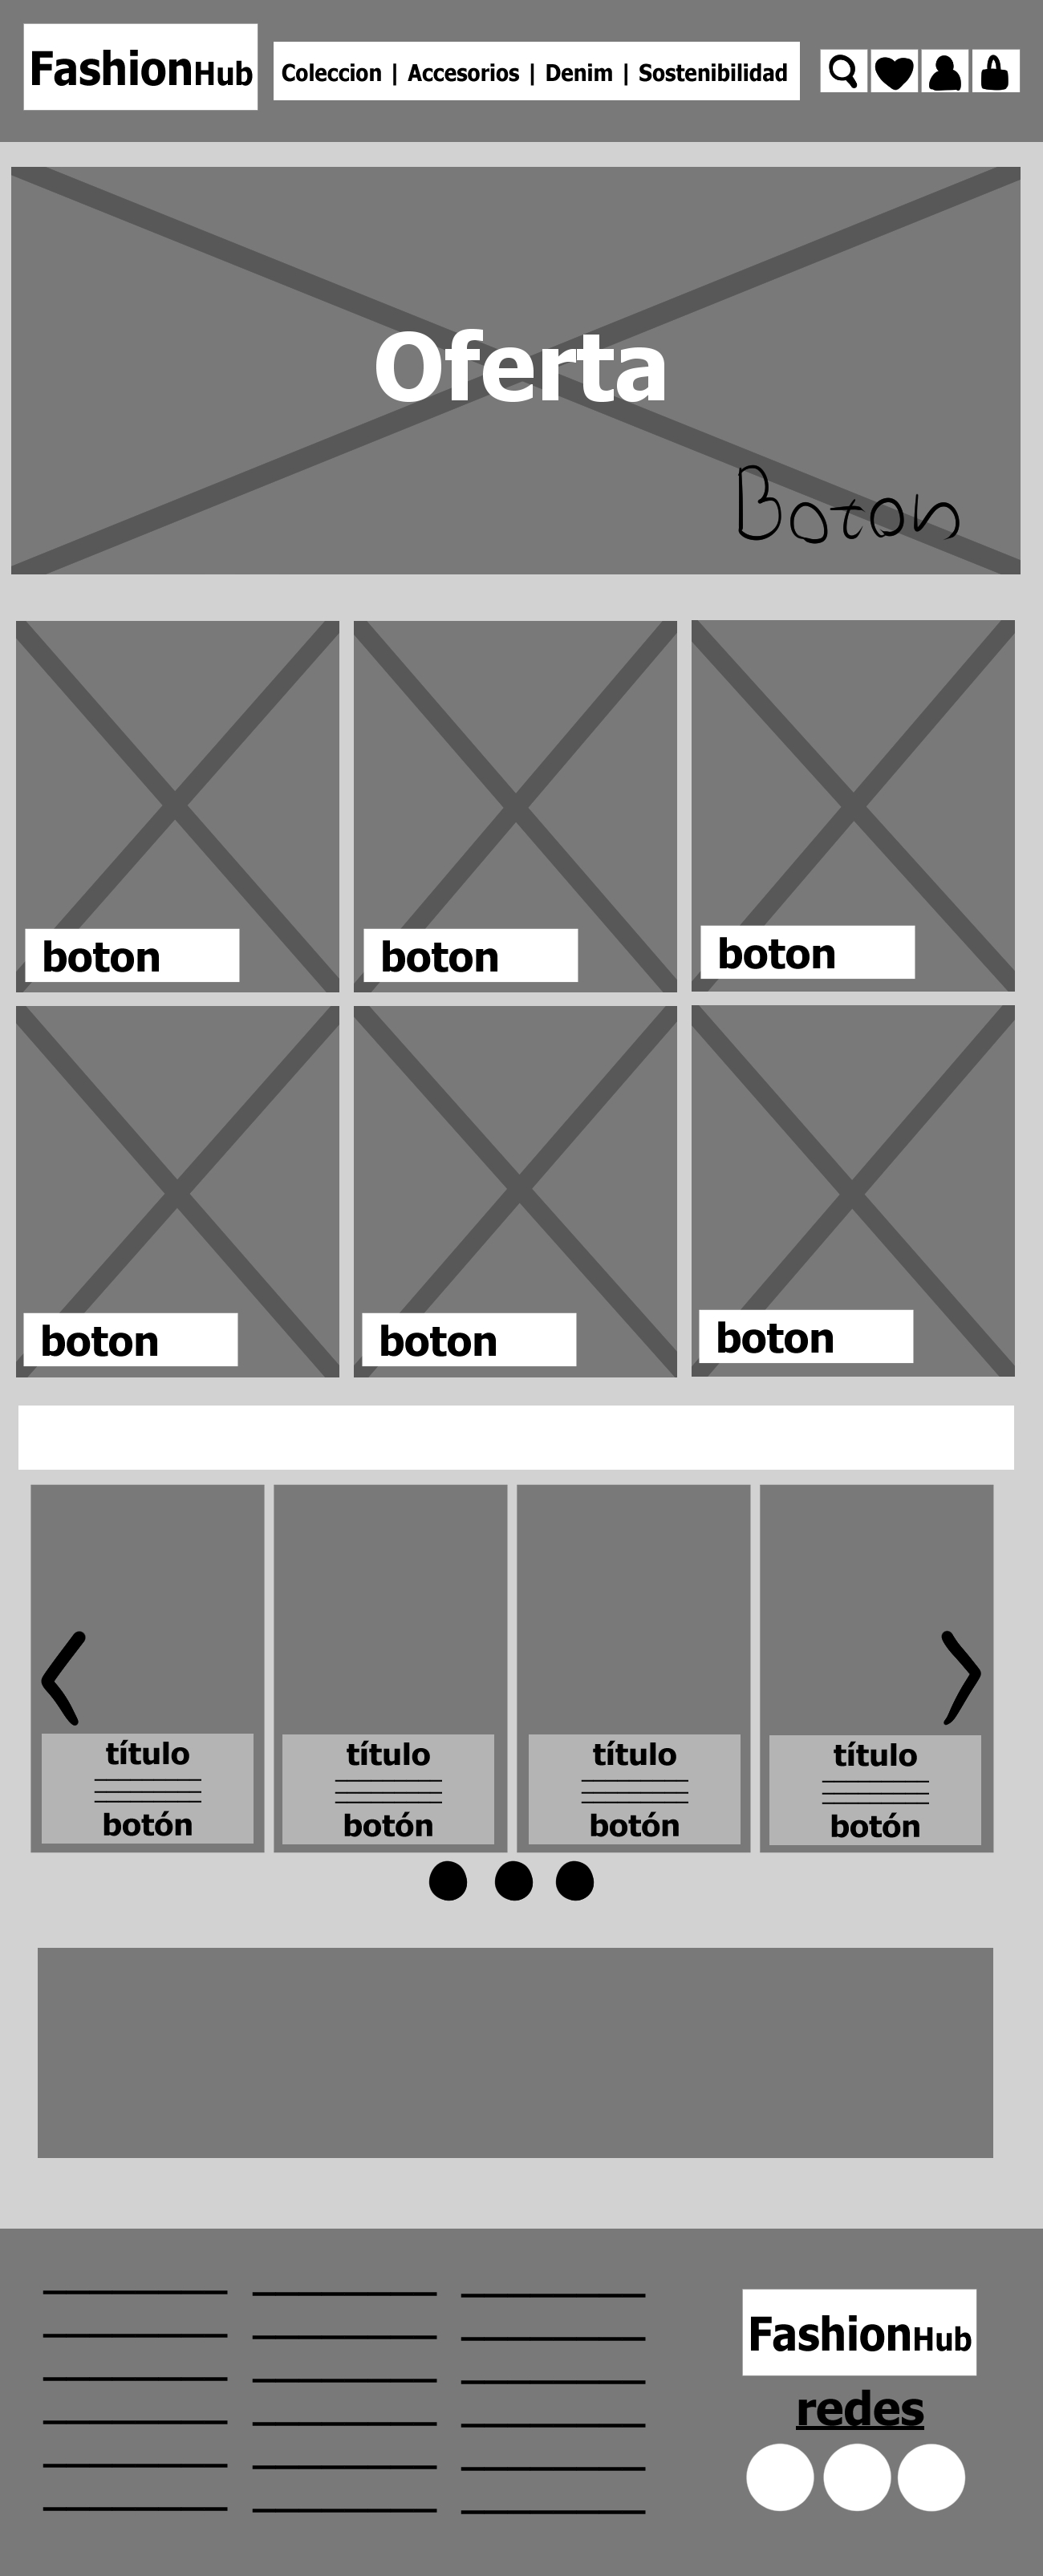 FashionHub
Coleccion | Accesorios | Denim | Sostenibilidad
Oferta
Boton
boton boton boton
boton boton boton
título título título título
botón botón botón botón
FashionHub
redes